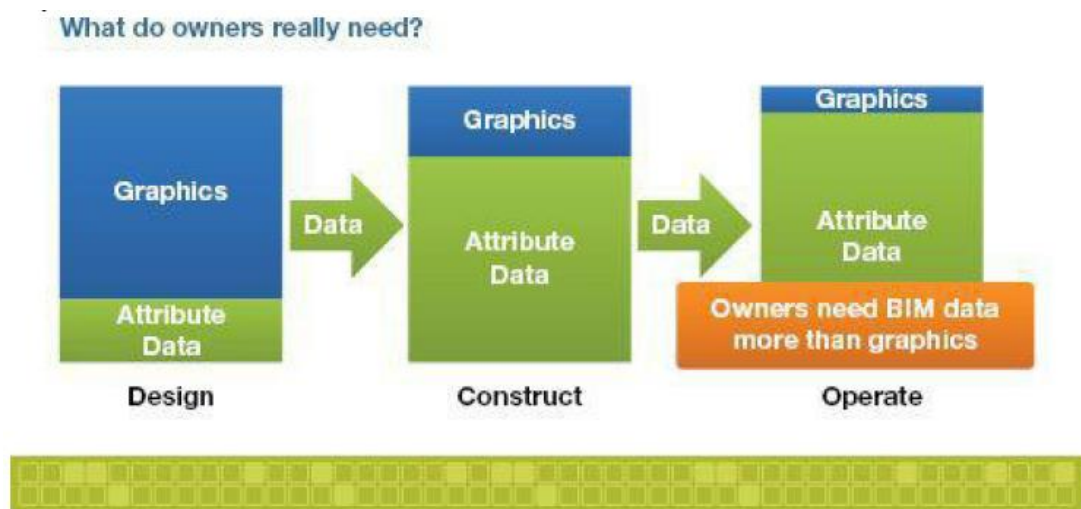 What do owners really need?
Graphics
Attribute
Data
Design
Data
Graphics
Attribute
Data
Construct
Data
Graphics
Attribute
Data
Owners need BIM data
more than graphics
Operate